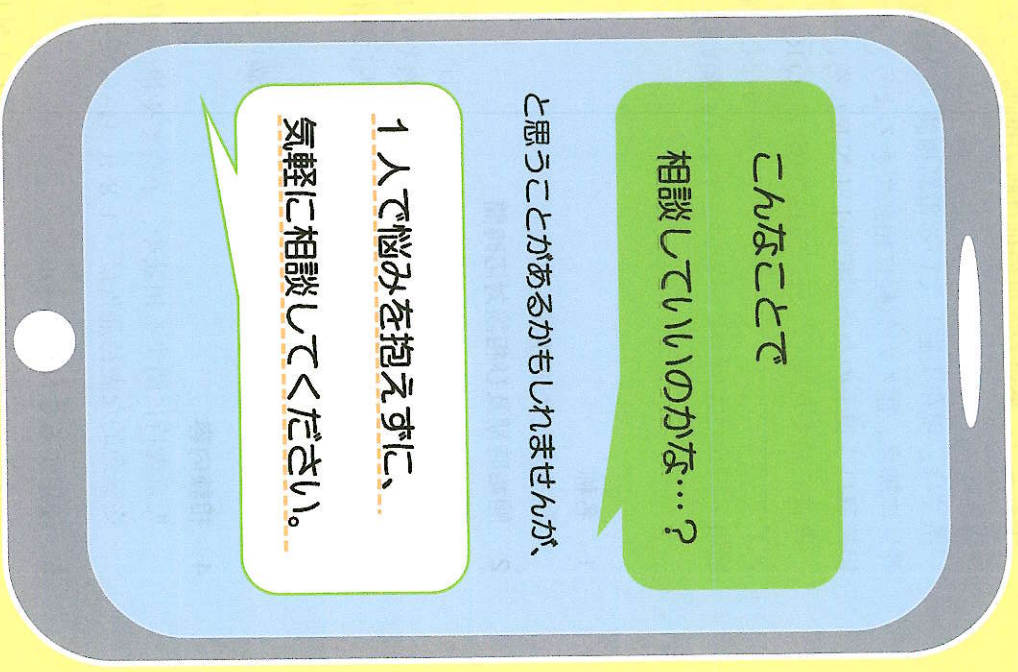 こんなことで
相談していいのかな…？
と思うことがあるかもしれませんが、
1人で悩みを抱えずに、
気軽に相談してください。